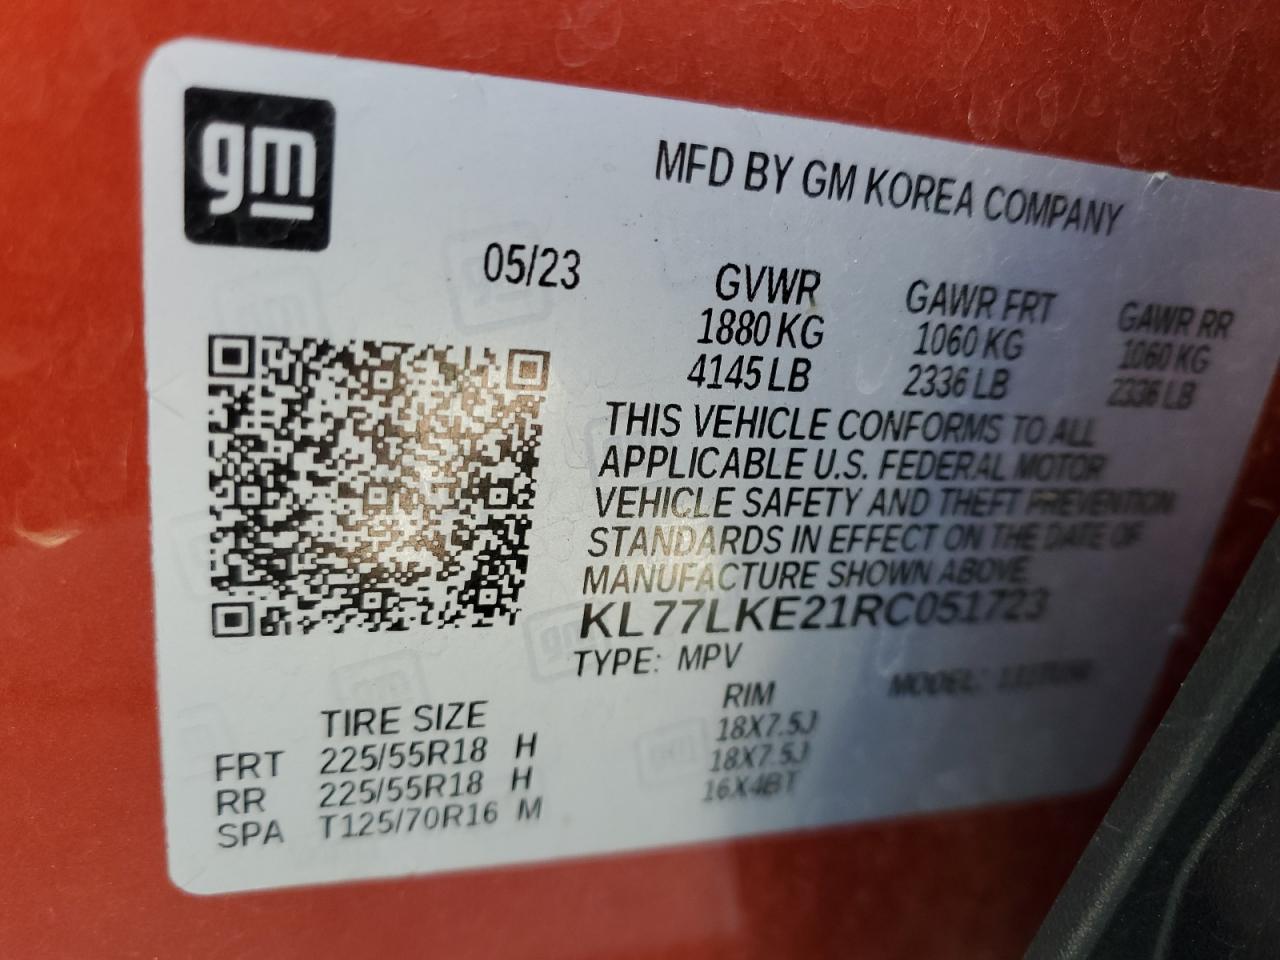 gm
MFD BY GM KOREA COMPANY
05/23
GVWR GAWR FRT GAWR RR
1880 KG 1060 KG 1060 KG
4145 LB 2336 LB 2336 LB
THIS VEHICLE CONFORMS TO ALL
APPLICABLE U.S. FEDERAL MOTOR
VEHICLE SAFETY AND THEFT PREVENTION
STANDARDS IN EFFECT ON THE DATE OF
MANUFACTURE SHOWN ABOVE
KL77LKE21RC051723
TYPE: MPV MODEL:
TIRE SIZE RIM
FRT 225/55R18 H 18X7.5J
RR 225/55R18 H 18X7.5J
SPA T125/70R16 M 16X4BT